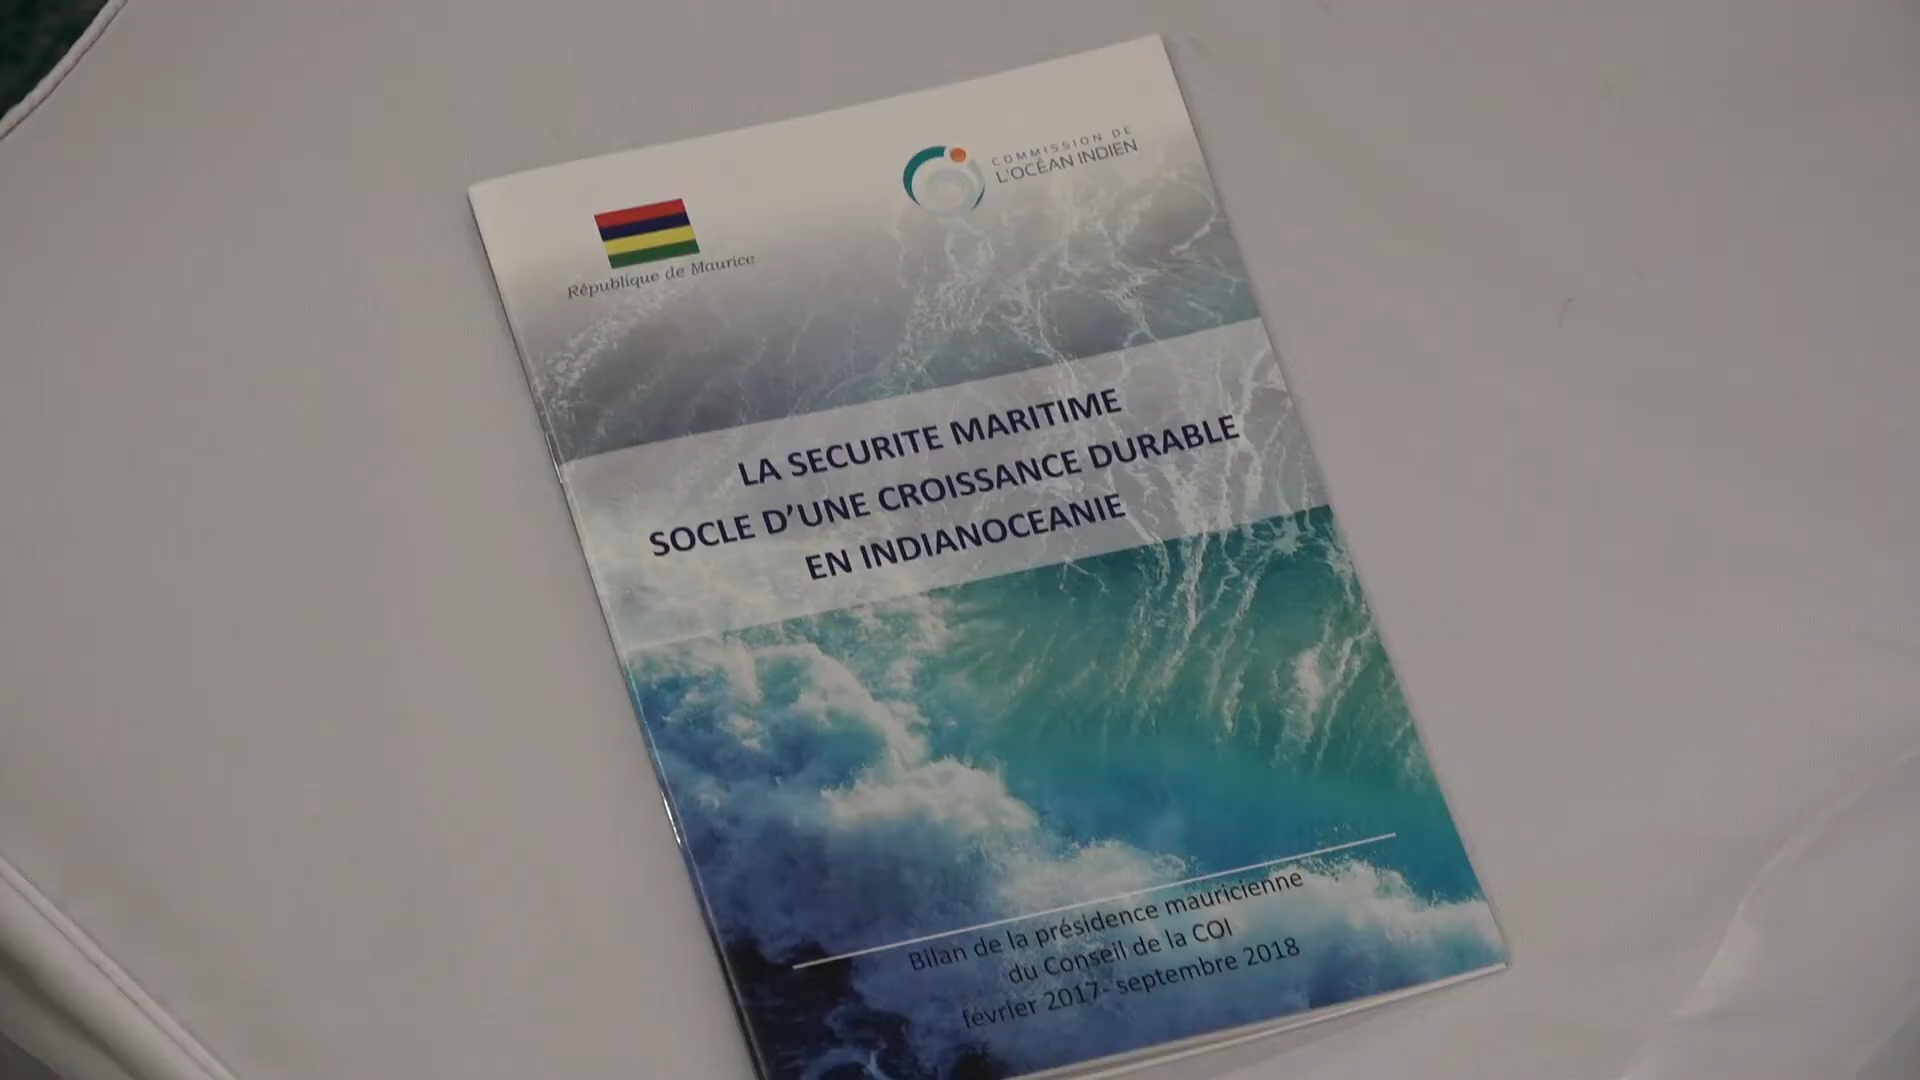 COMMISSION DE
L'OCÉAN INDIEN
République de Maurice
LA SECURITE MARITIME
SOCLE D'UNE CROISSANCE DURABLE
EN INDIANOCEANIE
Bilan de la présidence mauricienne
du Conseil de la COI
février 2017- septembre 2018